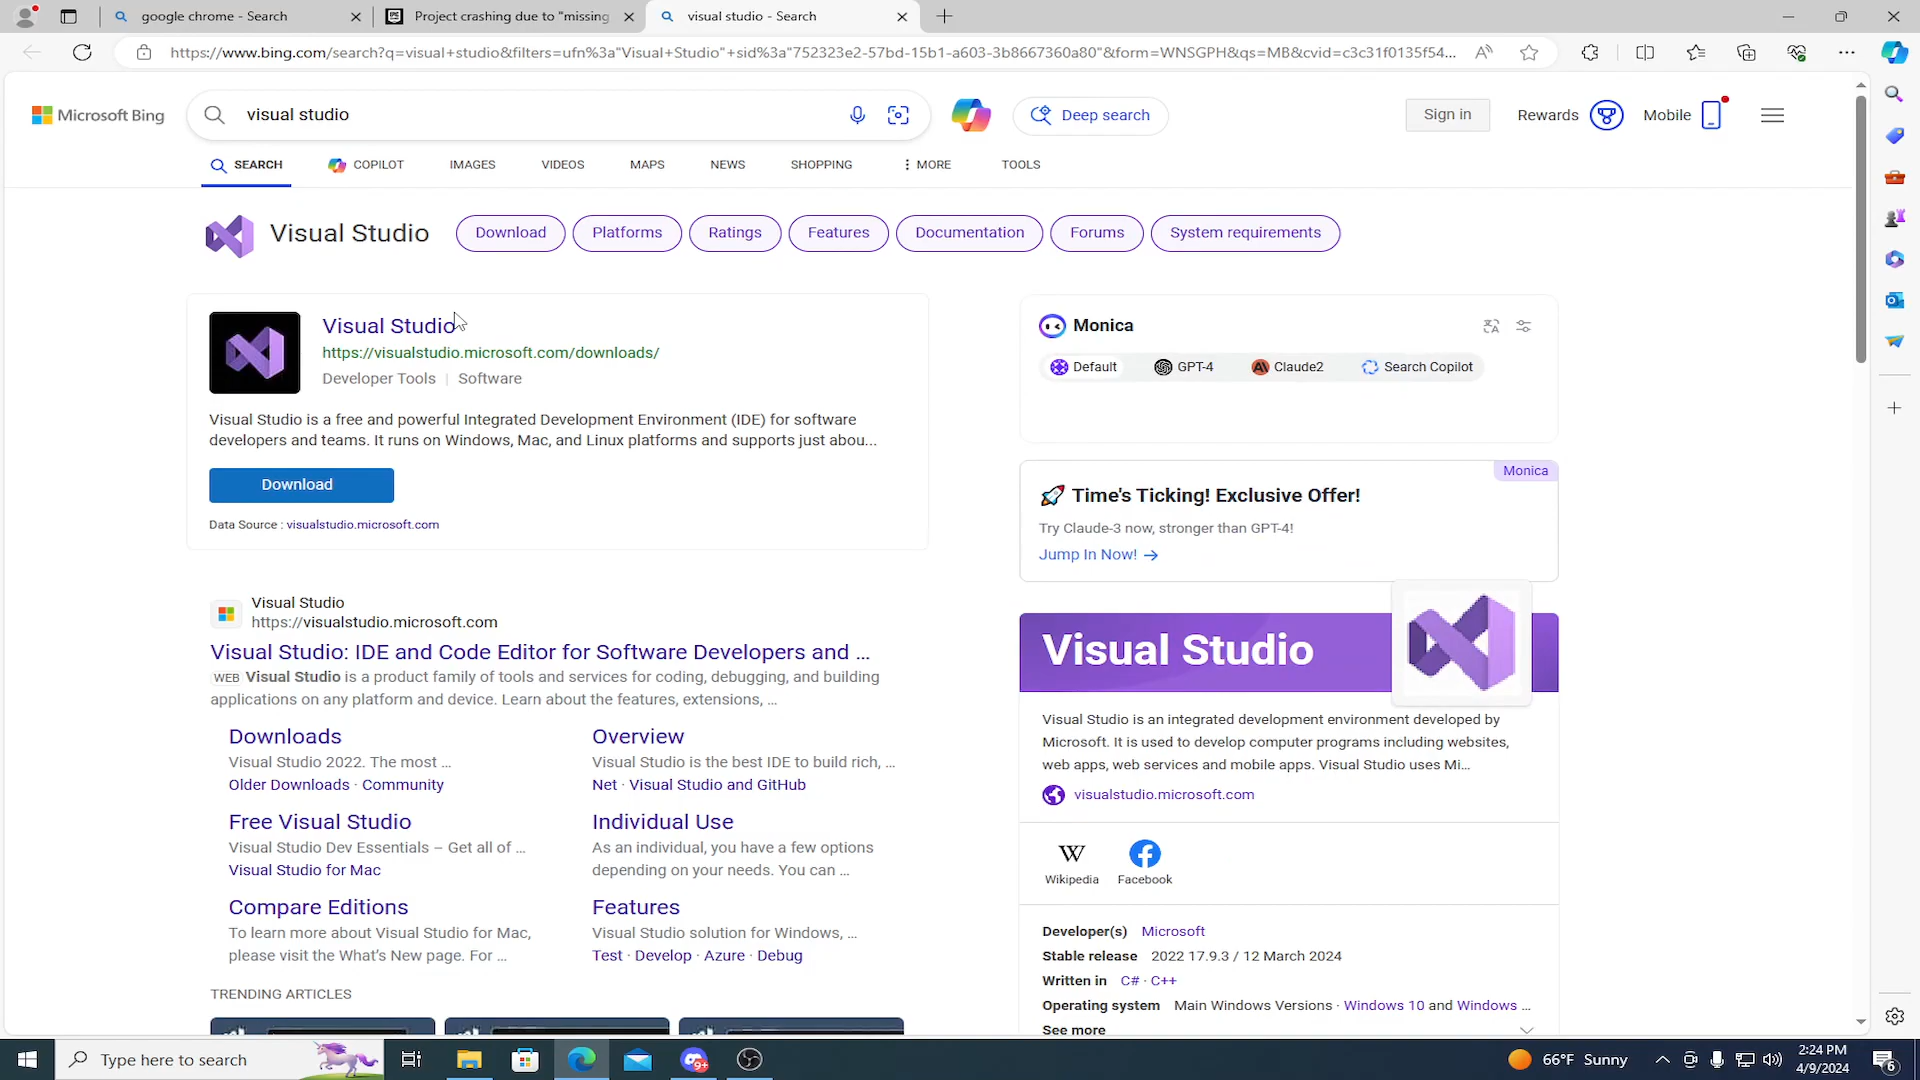 google chrome - Search
Project crashing due to "missing
visual studio - Search
https://www.bing.com/search?q=visual+studio&filters=ufn%3a"Visual+Studio"+sid%3a"752323e2-57bd-15b1-a603-3b8667360a80"&form=WNSGPH&qs=MB&cvid=c3c31f0135f54...
Microsoft Bing
visual studio
Deep search
Sign in
Rewards
Mobile
SEARCH
COPILOT
IMAGES
VIDEOS
MAPS
NEWS
SHOPPING
MORE
TOOLS
Visual Studio
Download
Platforms
Ratings
Features
Documentation
Forums
System requirements
Visual Studio
https://visualstudio.microsoft.com/downloads/
Developer Tools | Software
Visual Studio is a free and powerful Integrated Development Environment (IDE) for software
developers and teams. It runs on Windows, Mac, and Linux platforms and supports just abou...
Download
Data Source : visualstudio.microsoft.com
Visual Studio
https://visualstudio.microsoft.com
Visual Studio: IDE and Code Editor for Software Developers and ...
WEB Visual Studio is a product family of tools and services for coding, debugging, and building
applications on any platform and device. Learn about the features, extensions, ...
Downloads
Visual Studio 2022. The most ...
Older Downloads · Community
Overview
Visual Studio is the best IDE to build rich, ...
Net · Visual Studio and GitHub
Free Visual Studio
Visual Studio Dev Essentials – Get all of ...
Visual Studio for Mac
Individual Use
As an individual, you have a few options
depending on your needs. You can ...
Compare Editions
To learn more about Visual Studio for Mac,
please visit the What's New page. For ...
Features
Visual Studio solution for Windows, ...
Test · Develop · Azure · Debug
TRENDING ARTICLES
Monica
Default
GPT-4
Claude2
Search Copilot
Monica
🚀 Time's Ticking! Exclusive Offer!
Try Claude-3 now, stronger than GPT-4!
Jump In Now! →
Visual Studio
Visual Studio is an integrated development environment developed by
Microsoft. It is used to develop computer programs including websites,
web apps, web services and mobile apps. Visual Studio uses Mi...
visualstudio.microsoft.com
W
Wikipedia
Facebook
Developer(s) Microsoft
Stable release 2022 17.9.3 / 12 March 2024
Written in C# · C++
Operating system Main Windows Versions · Windows 10 and Windows ...
See more
Type here to search
9+
66°F Sunny
2:24 PM
4/9/2024
6